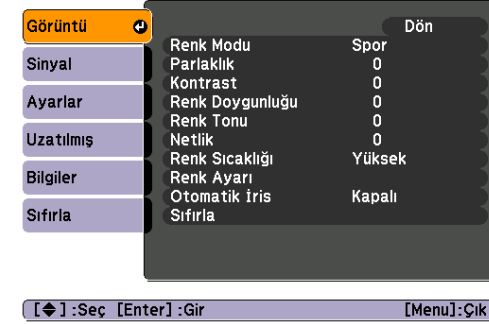 Görüntü
Sinyal
Ayarlar
Uzatılmış
Bilgiler
Sıfırla
Dön
Renk Modu Spor
Parlaklık 0
Kontrast 0
Renk Doygunluğu 0
Renk Tonu 0
Netlik 0
Renk Sıcaklığı Yüksek
Renk Ayarı
Otomatik İris Kapalı
Sıfırla
[◆]:Seç [Enter]:Gir [Menu]:Çık